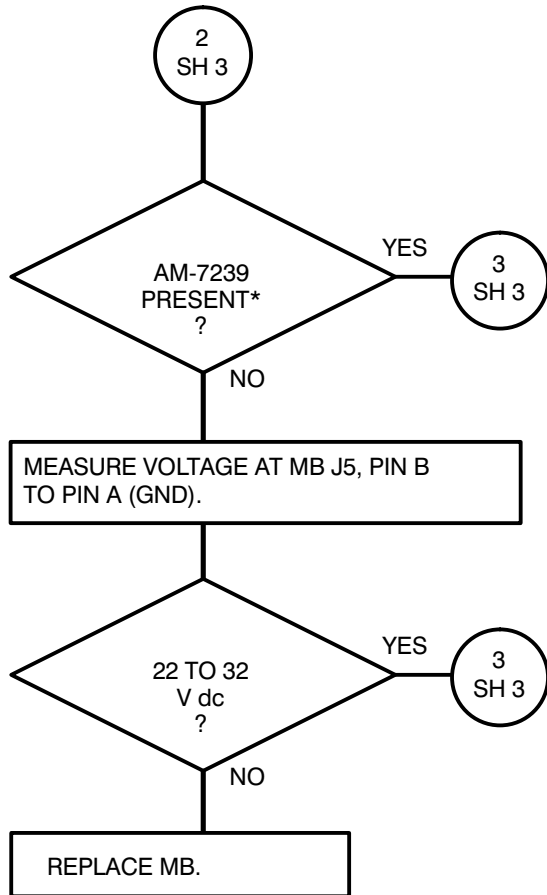 2
SH 3
AM-7239
PRESENT*
?
YES
3
SH 3
NO
MEASURE VOLTAGE AT MB J5, PIN B
TO PIN A (GND).
22 TO 32
V dc
?
YES
3
SH 3
NO
REPLACE MB.